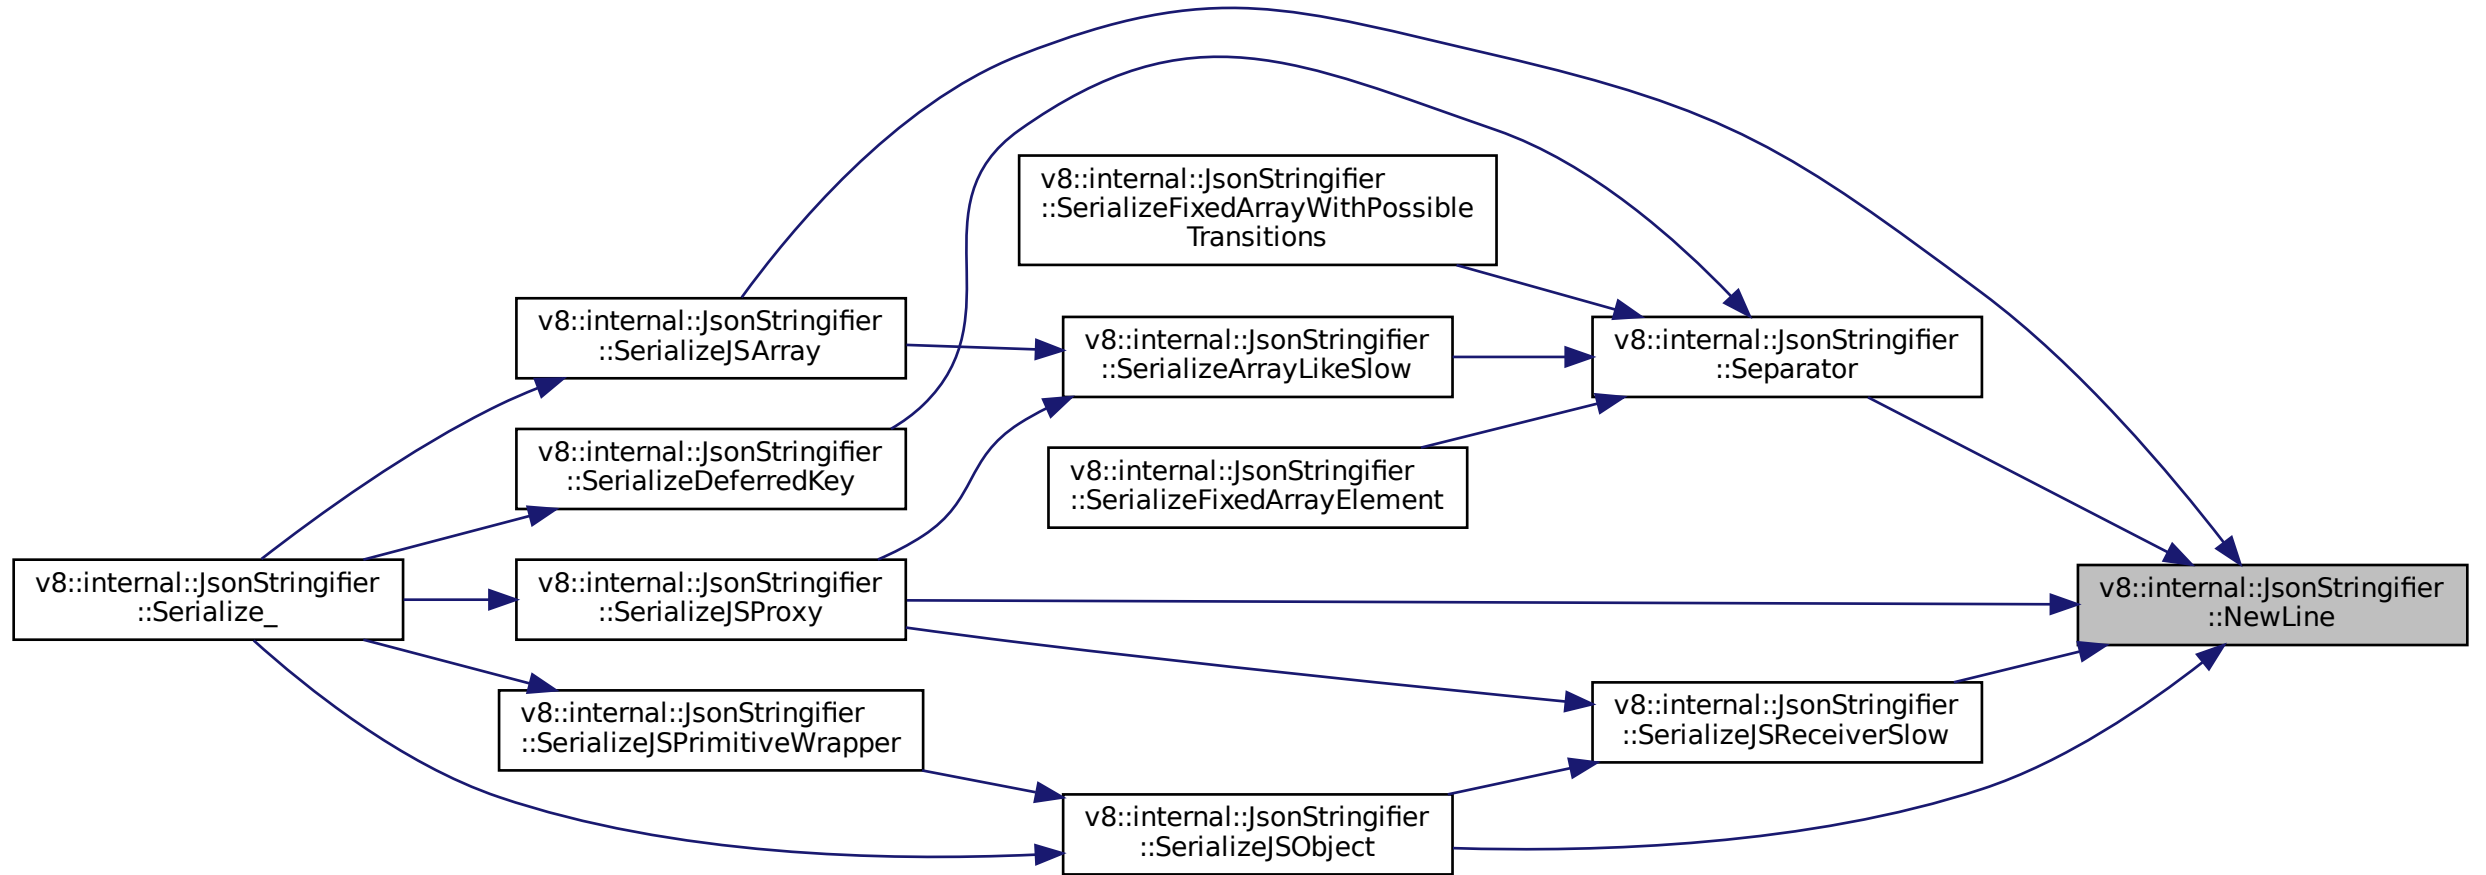 v8::internal::JsonStringifier
::SerializeFixedArrayWithPossible
Transitions
v8::internal::JsonStringifier
::SerializeJSArray
v8::internal::JsonStringifier
::SerializeArrayLikeSlow
v8::internal::JsonStringifier
::Separator
v8::internal::JsonStringifier
::SerializeDeferredKey
v8::internal::JsonStringifier
::SerializeFixedArrayElement
v8::internal::JsonStringifier
::Serialize_
v8::internal::JsonStringifier
::SerializeJSProxy
v8::internal::JsonStringifier
::NewLine
v8::internal::JsonStringifier
::SerializeJSPrimitiveWrapper
v8::internal::JsonStringifier
::SerializeJSReceiverSlow
v8::internal::JsonStringifier
::SerializeJSObject